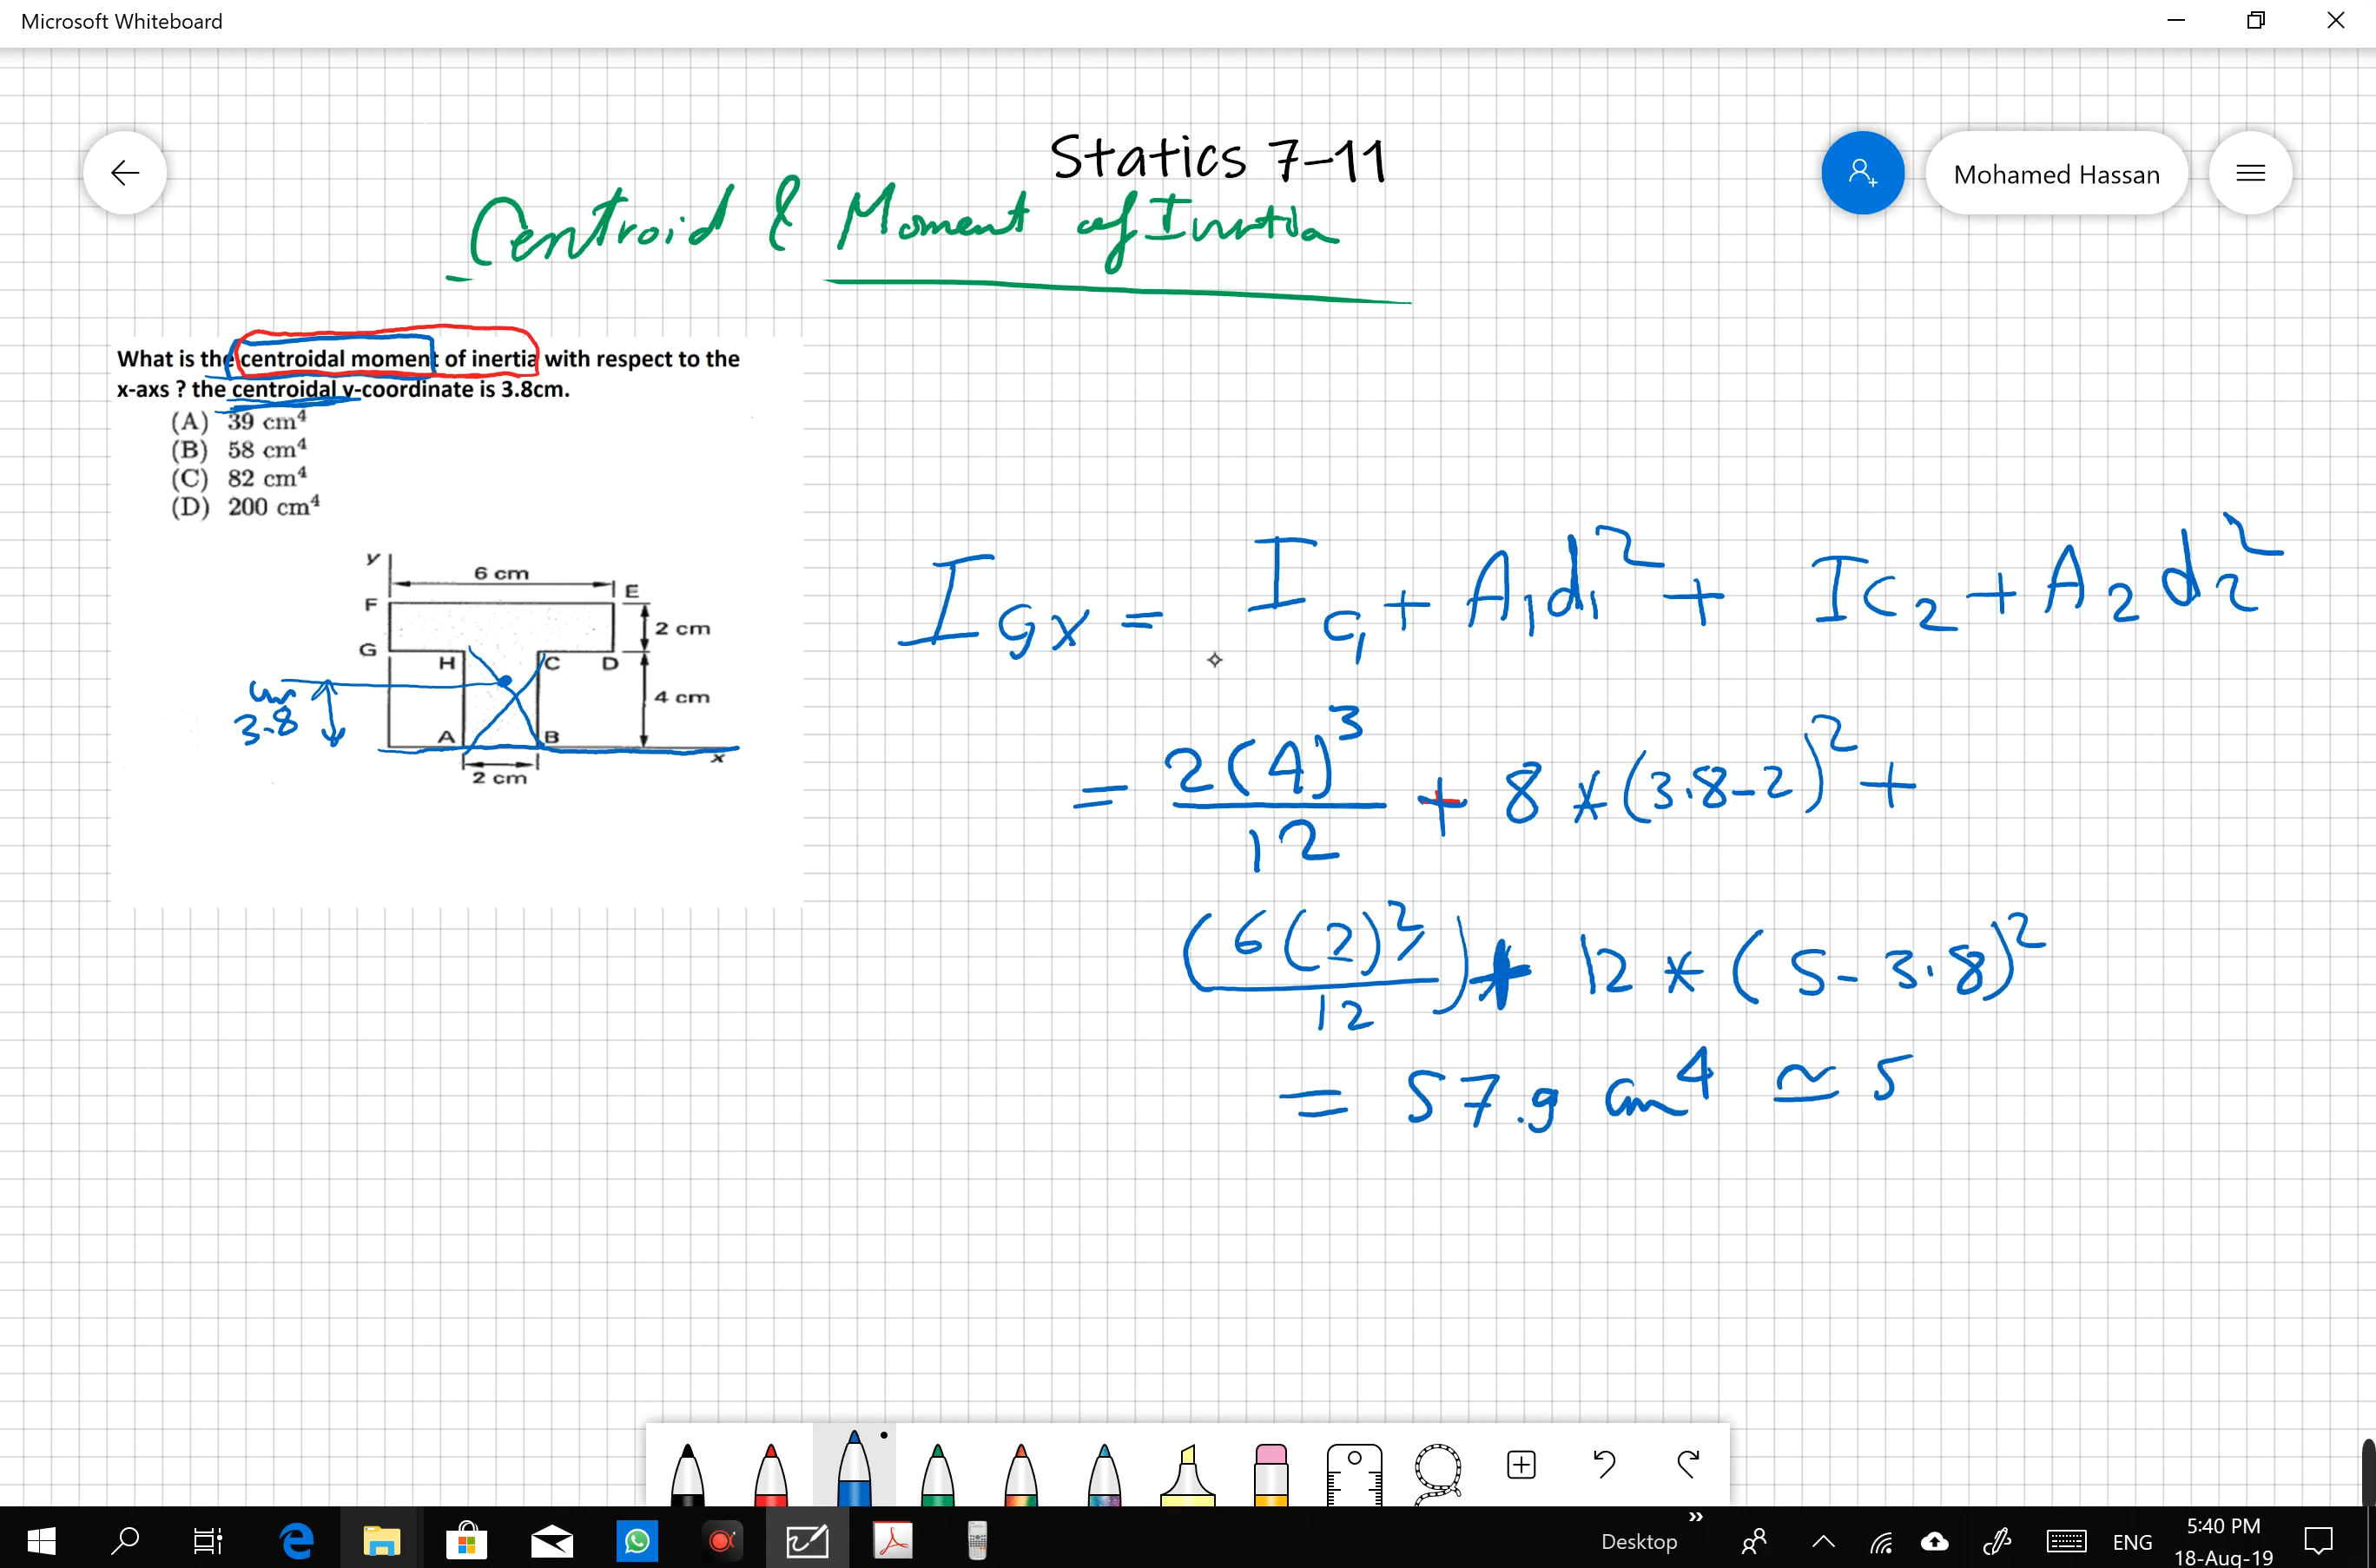 Microsoft Whiteboard
Statics 7-11
Mohamed Hassan
Centroid & Moment of Inertia
What is the centroidal moment of inertia with respect to the
x-axs ? the centroidal y-coordinate is 3.8cm.
(A) 39 cm⁴
(B) 58 cm⁴
(C) 82 cm⁴
(D) 200 cm⁴
y
6 cm
E
F
2 cm
G
H
C
D
cm
3.8
4 cm
A
B
x
2 cm
I Gx = I C₁ + A₁d₁² + I C₂ + A₂d₂²
= 2(4)³/12 + 8 * (3.8-2)² +
(6(2)³/12) + 12 * (5-3.8)²
= 57.9 cm⁴ ≃ 5
Desktop
»
ENG
5:40 PM
18-Aug-19